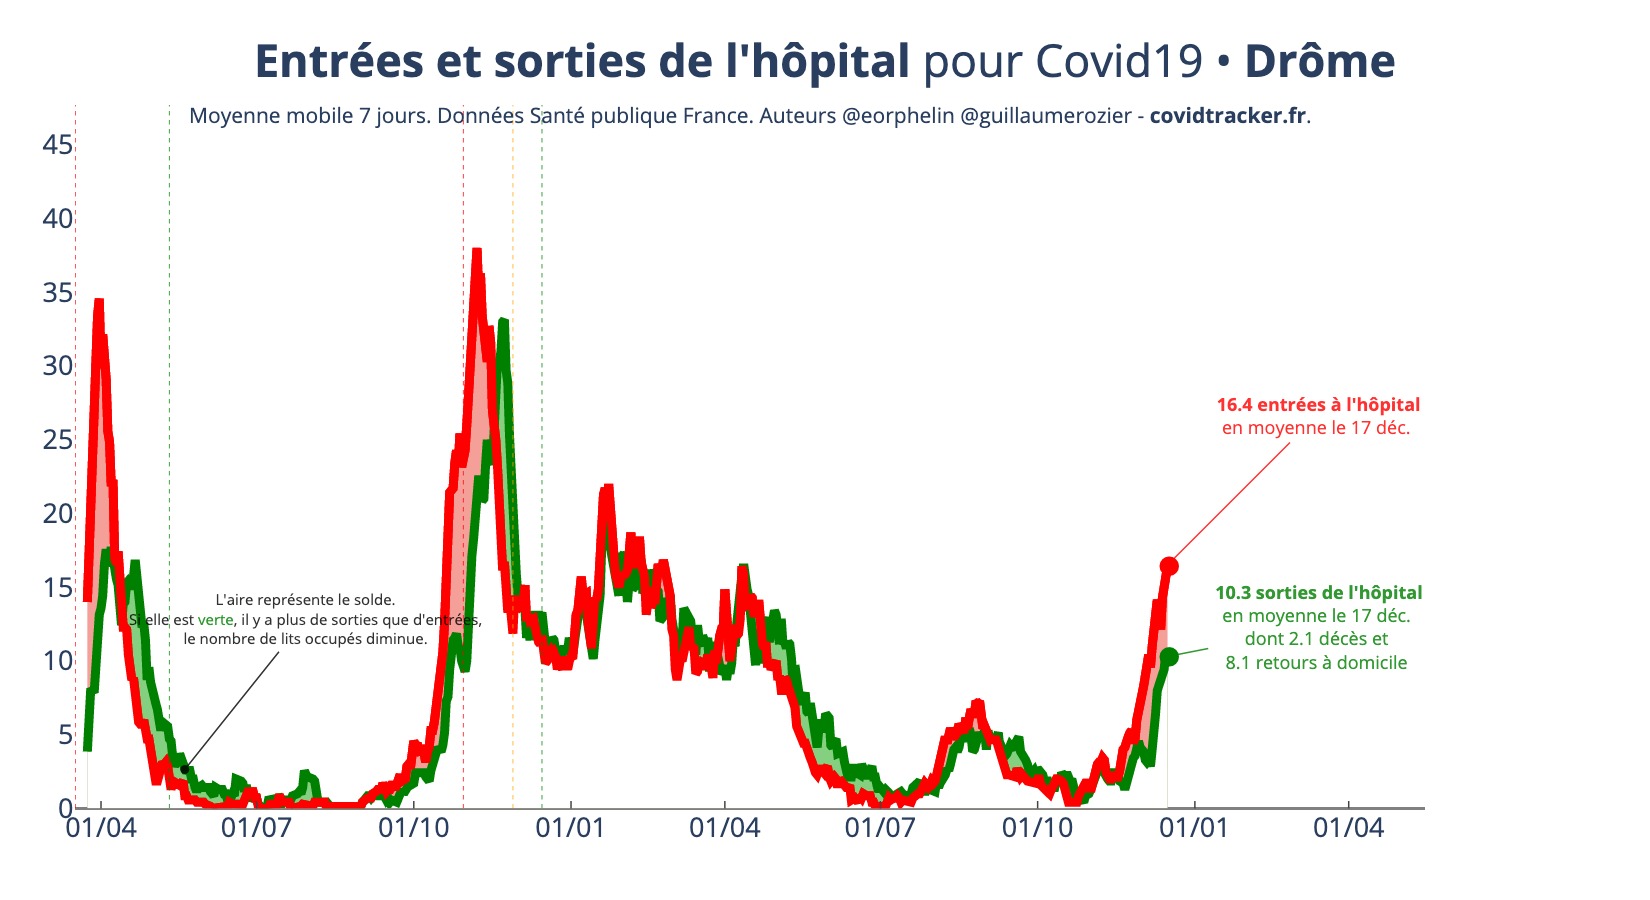 Entrées et sorties de l'hôpital pour Covid19 • Drôme
Moyenne mobile 7 jours. Données Santé publique France. Auteurs @eorphelin @guillaumerozier - covidtracker.fr.
45
40
35
30
25
20
15
10
5
0
16.4 entrées à l'hôpital
en moyenne le 17 déc.
10.3 sorties de l'hôpital
en moyenne le 17 déc.
dont 2.1 décès et
8.1 retours à domicile
L'aire représente le solde.
Si elle est verte, il y a plus de sorties que d'entrées,
le nombre de lits occupés diminue.
01/04 01/07 01/10 01/01 01/04 01/07 01/10 01/01 01/04